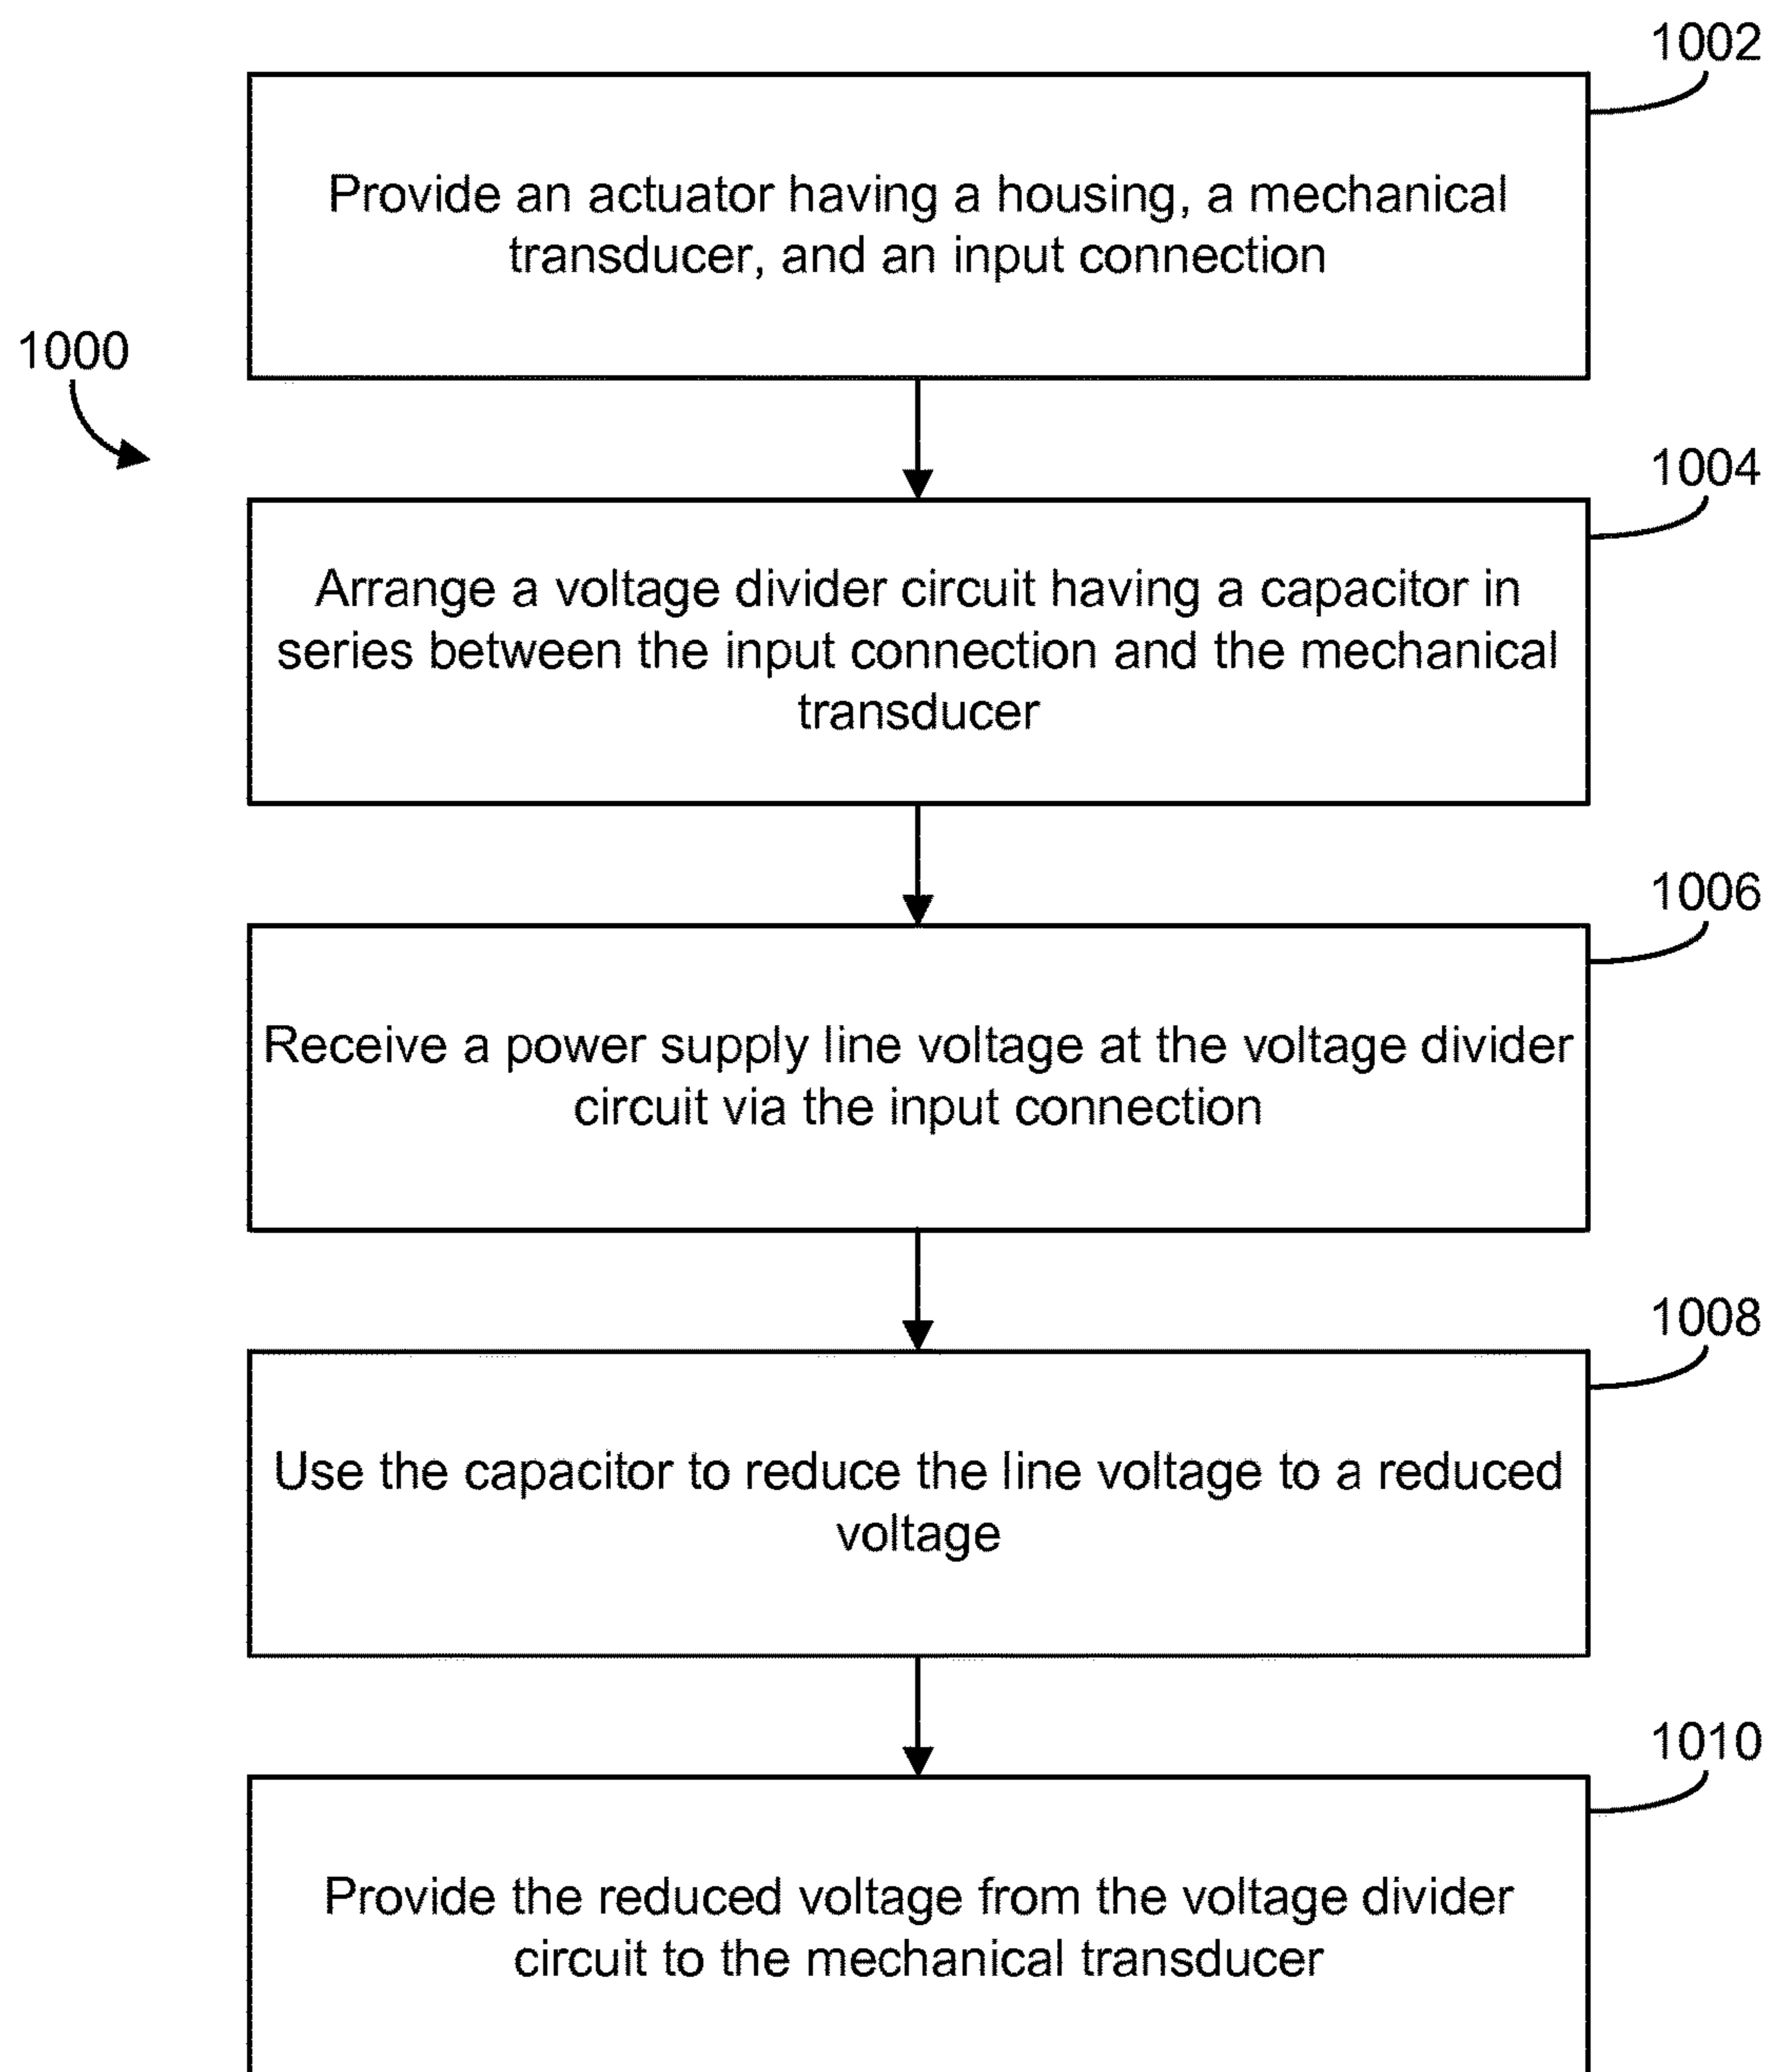 1002
Provide an actuator having a housing, a mechanical
transducer, and an input connection
1000
1004
Arrange a voltage divider circuit having a capacitor in
series between the input connection and the mechanical
transducer
1006
Receive a power supply line voltage at the voltage divider
circuit via the input connection
1008
Use the capacitor to reduce the line voltage to a reduced
voltage
1010
Provide the reduced voltage from the voltage divider
circuit to the mechanical transducer